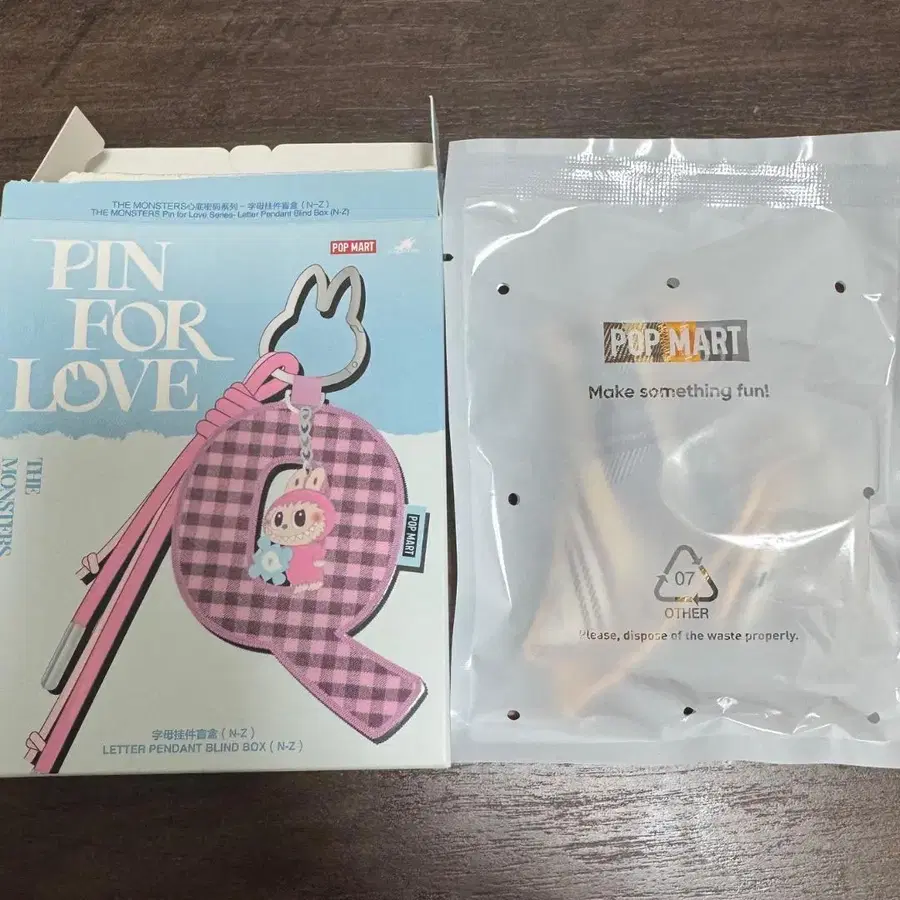 THE MONSTERS心底密码系列 - 字母挂件盲盒 ( N-Z )
THE MONSTERS Pin for Love Series- Letter Pendant Blind Box (N-Z)
POP MART
PIN
FOR
LOVE
THE
MONSTERS
POP MART
字母挂件盲盒 ( N-Z )
LETTER PENDANT BLIND BOX ( N-Z )
POP MART
Make something fun!
07
OTHER
Please, dispose of the waste properly.